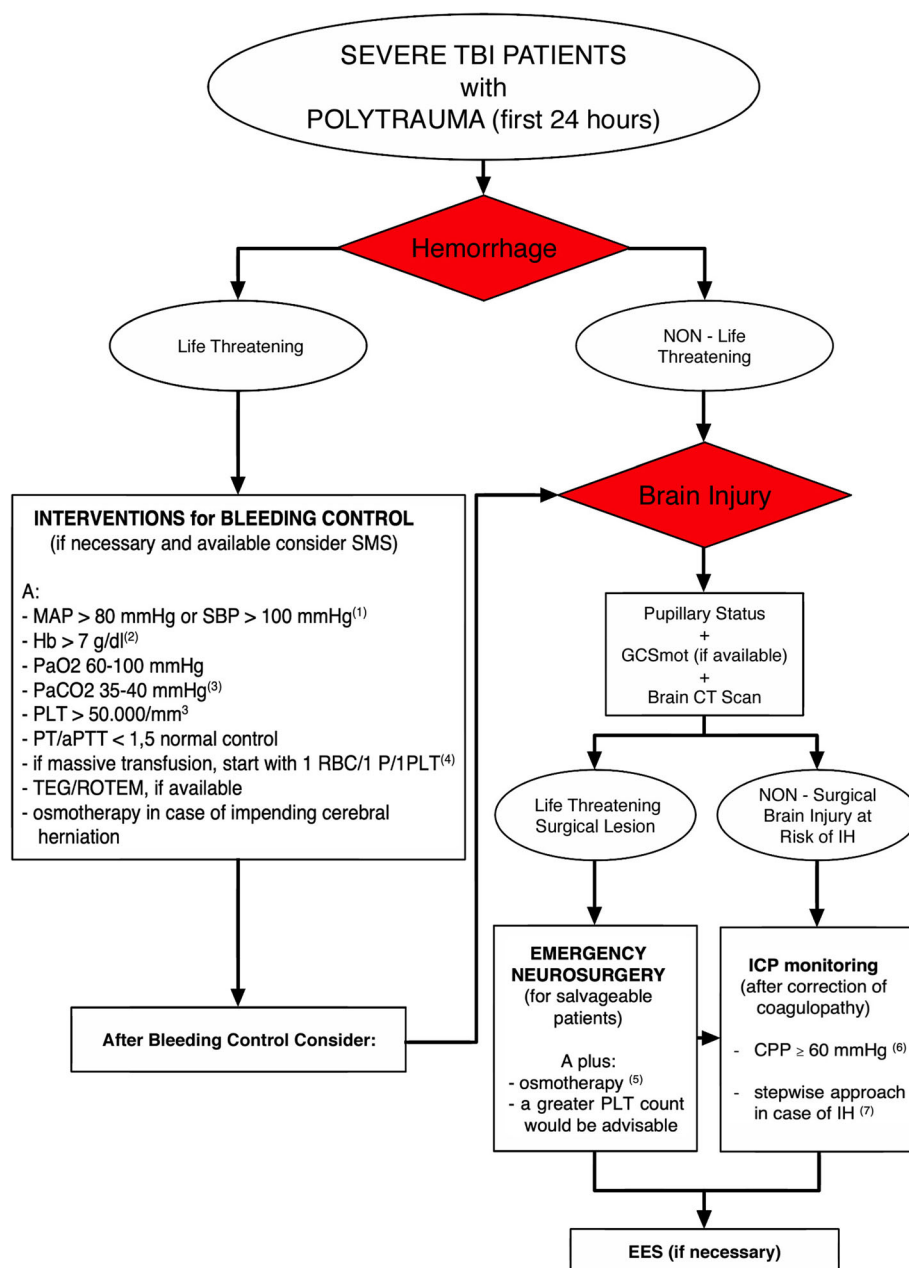 SEVERE TBI PATIENTS
with
POLYTRAUMA (first 24 hours)
Hemorrhage
Life Threatening
NON - Life
Threatening
INTERVENTIONS for BLEEDING CONTROL
(if necessary and available consider SMS)
A:
- MAP > 80 mmHg or SBP > 100 mmHg(1)
- Hb > 7 g/dl(2)
- PaO2 60-100 mmHg
- PaCO2 35-40 mmHg(3)
- PLT > 50.000/mm3
- PT/aPTT < 1,5 normal control
- if massive transfusion, start with 1 RBC/1 P/1PLT(4)
- TEG/ROTEM, if available
- osmotherapy in case of impending cerebral
herniation
After Bleeding Control Consider:
Brain Injury
Pupillary Status
+
GCSmot (if available)
+
Brain CT Scan
Life Threatening
Surgical Lesion
NON - Surgical
Brain Injury at
Risk of IH
EMERGENCY
NEUROSURGERY
(for salvageable
patients)
A plus:
- osmotherapy (5)
- a greater PLT count
would be advisable
ICP monitoring
(after correction of
coagulopathy)
- CPP ≥ 60 mmHg (6)
- stepwise approach
in case of IH (7)
EES (if necessary)